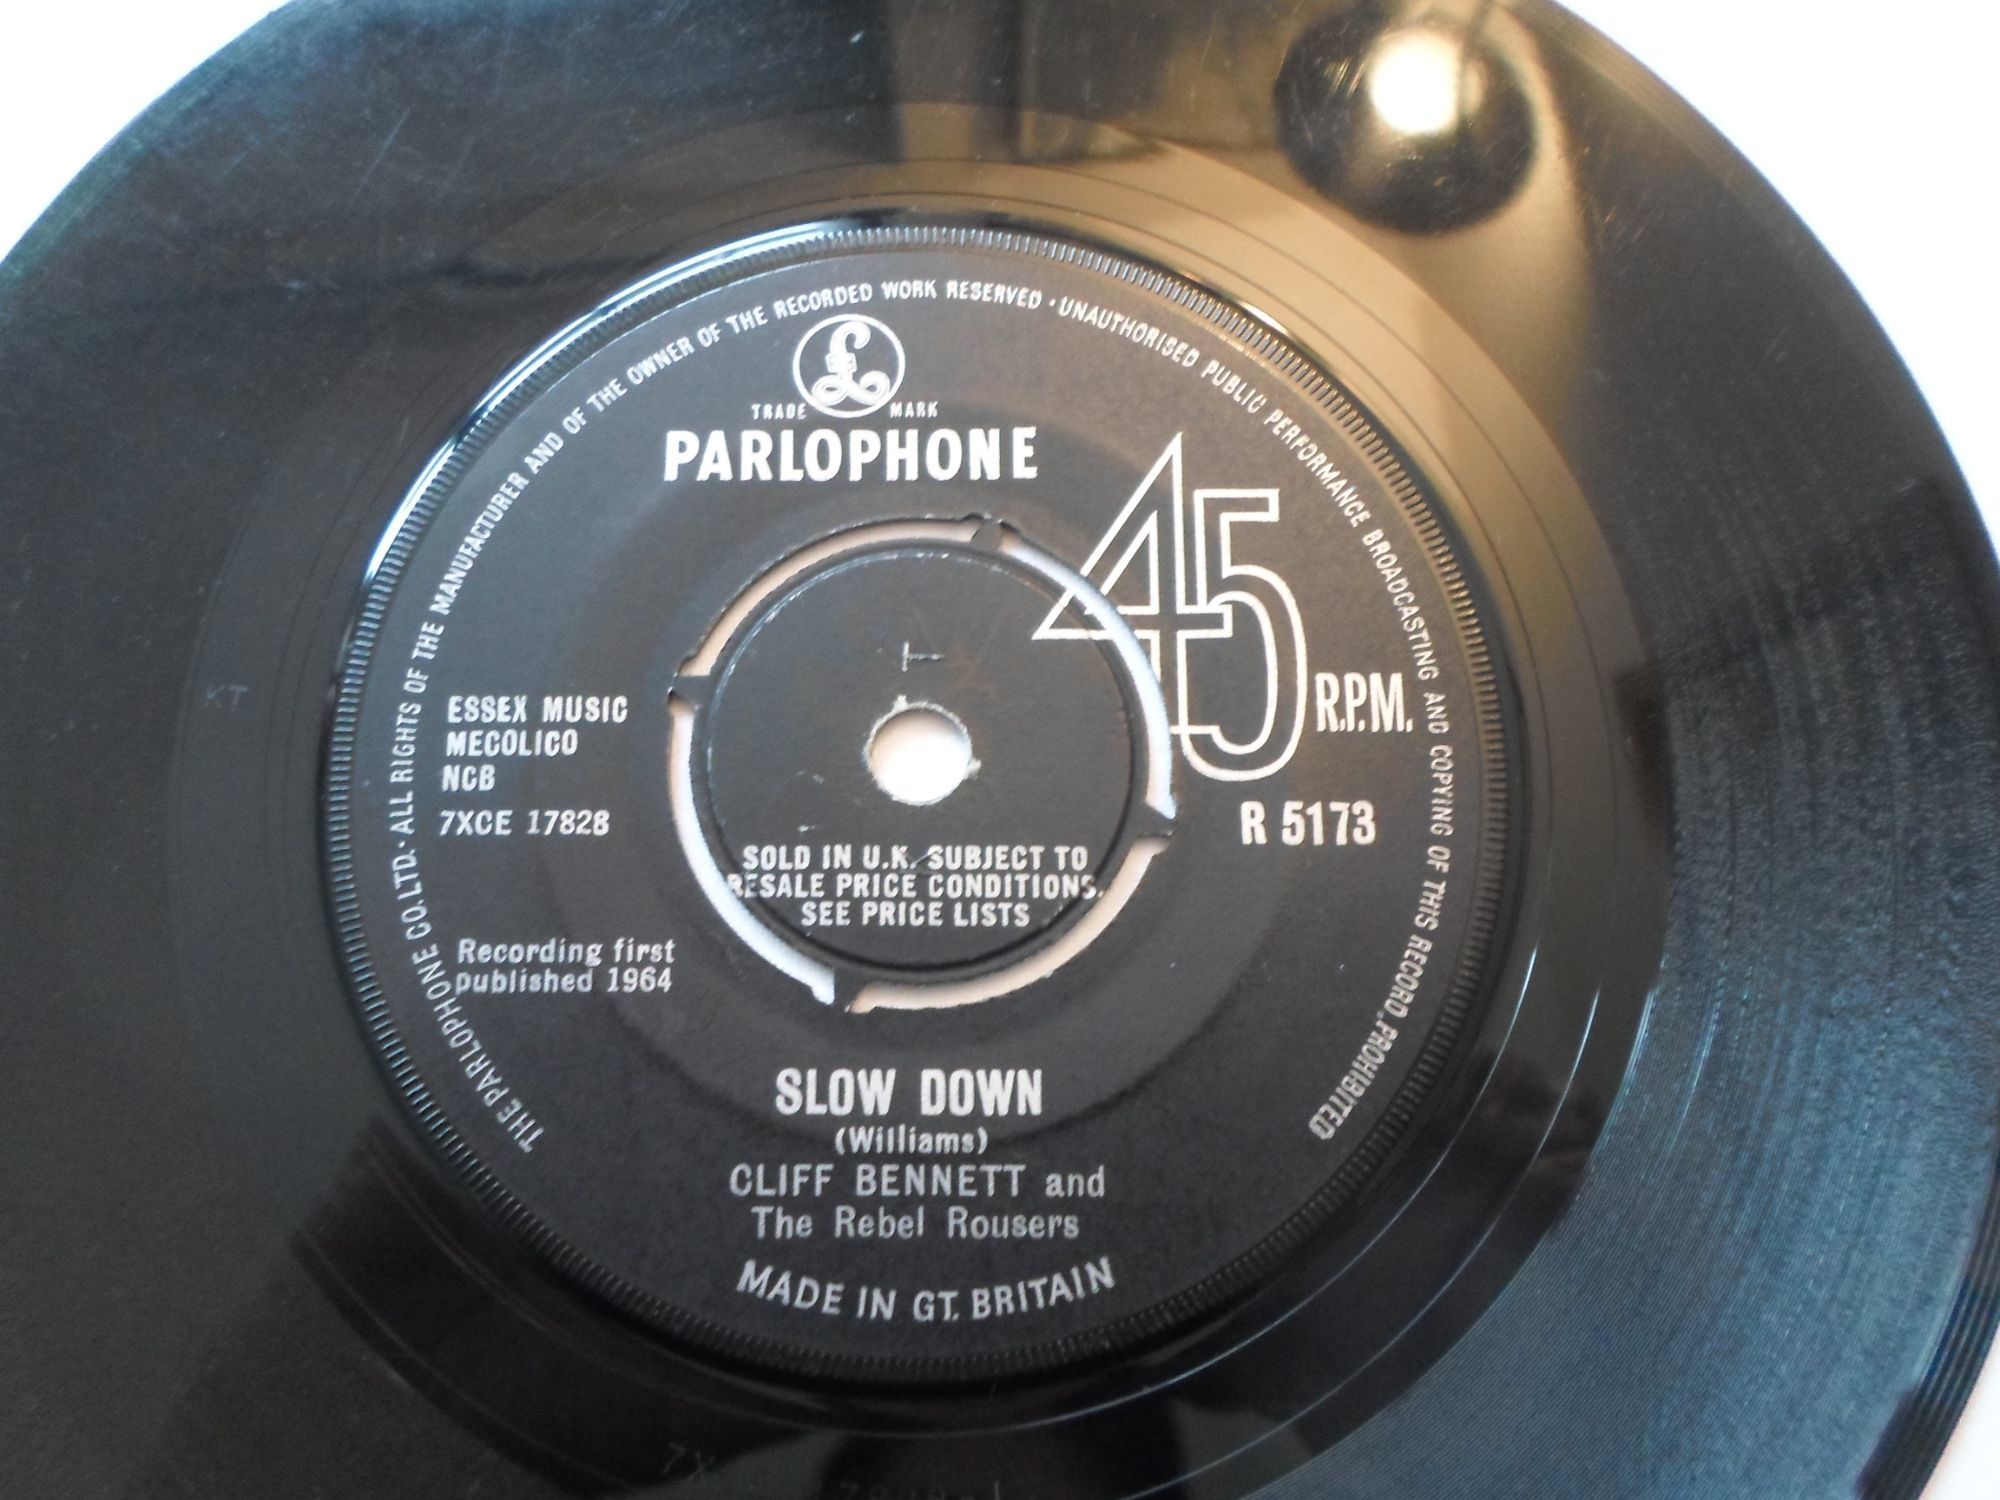 THE PARLOPHONE CO. LTD. • ALL RIGHTS OF THE MANUFACTURER AND OF THE OWNER OF THE RECORDED WORK RESERVED • UNAUTHORISED PUBLIC PERFORMANCE BROADCASTING AND COPYING OF THIS RECORD PROHIBITED
£
TRADE MARK
PARLOPHONE
45 R.P.M.
T
KT
ESSEX MUSIC
MECOLICO
NCB
7XCE 17828
R 5173
SOLD IN U.K. SUBJECT TO
RESALE PRICE CONDITIONS.
SEE PRICE LISTS
Recording first
published 1964
SLOW DOWN
(Williams)
CLIFF BENNETT and
The Rebel Rousers
MADE IN GT. BRITAIN